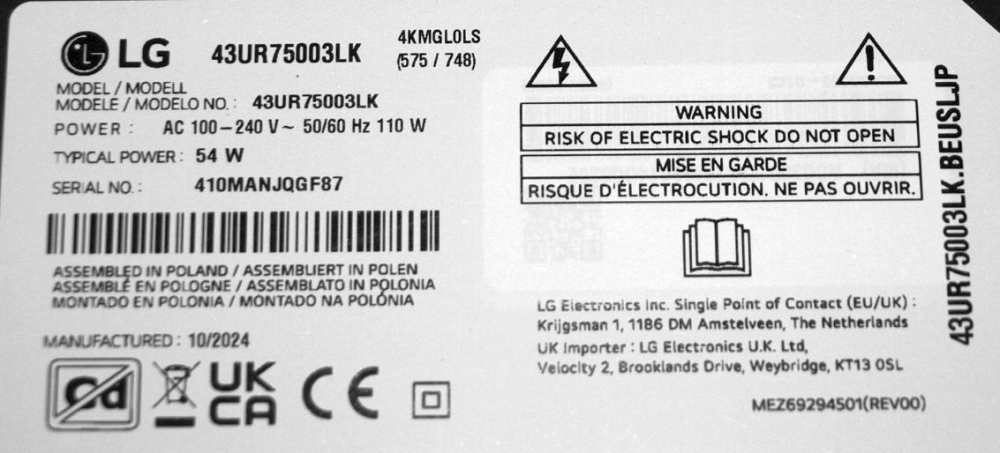 LG 43UR75003LK 4KMGL0LS
(575 / 748)
MODEL / MODELL
MODELE / MODELO NO. : 43UR75003LK
POWER : AC 100-240 V~ 50/60 Hz 110 W
TYPICAL POWER : 54 W
SERIAL NO. : 410MANJQGF87
ASSEMBLED IN POLAND / ASSEMBLIERT IN POLEN
ASSEMBLÉ EN POLOGNE / ASSEMBLATO IN POLONIA
MONTADO EN POLONIA / MONTADO NA POLÓNIA
MANUFACTURED : 10/2024
Cd
UK
CA
CE
WARNING
RISK OF ELECTRIC SHOCK DO NOT OPEN
MISE EN GARDE
RISQUE D'ÉLECTROCUTION. NE PAS OUVRIR.
LG Electronics Inc. Single Point of Contact (EU/UK) :
Krijgsman 1, 1186 DM Amstelveen, The Netherlands
UK Importer : LG Electronics U.K. Ltd,
Velocity 2, Brooklands Drive, Weybridge, KT13 0SL
MEZ69294501(REV00)
43UR75003LK.BEUSLJP